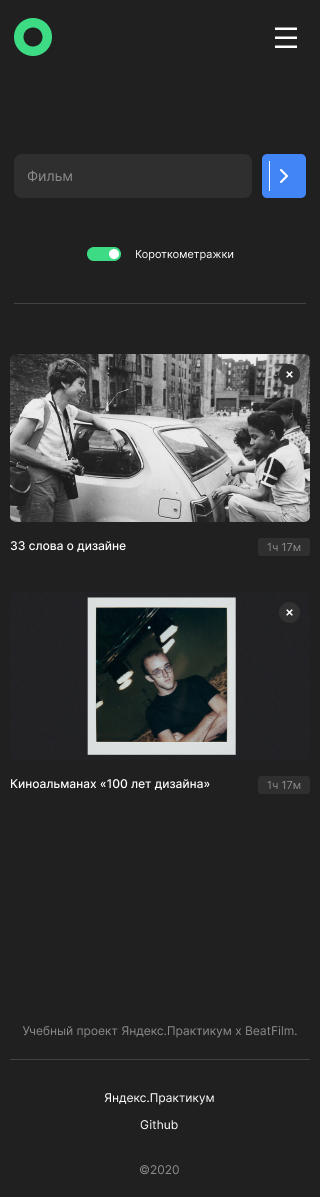 Фильм
Короткометражки
33 слова о дизайне
1ч 17м
Киноальманах «100 лет дизайна»
1ч 17м
Учебный проект Яндекс.Практикум х BeatFilm.
Яндекс.Практикум
Github
©2020